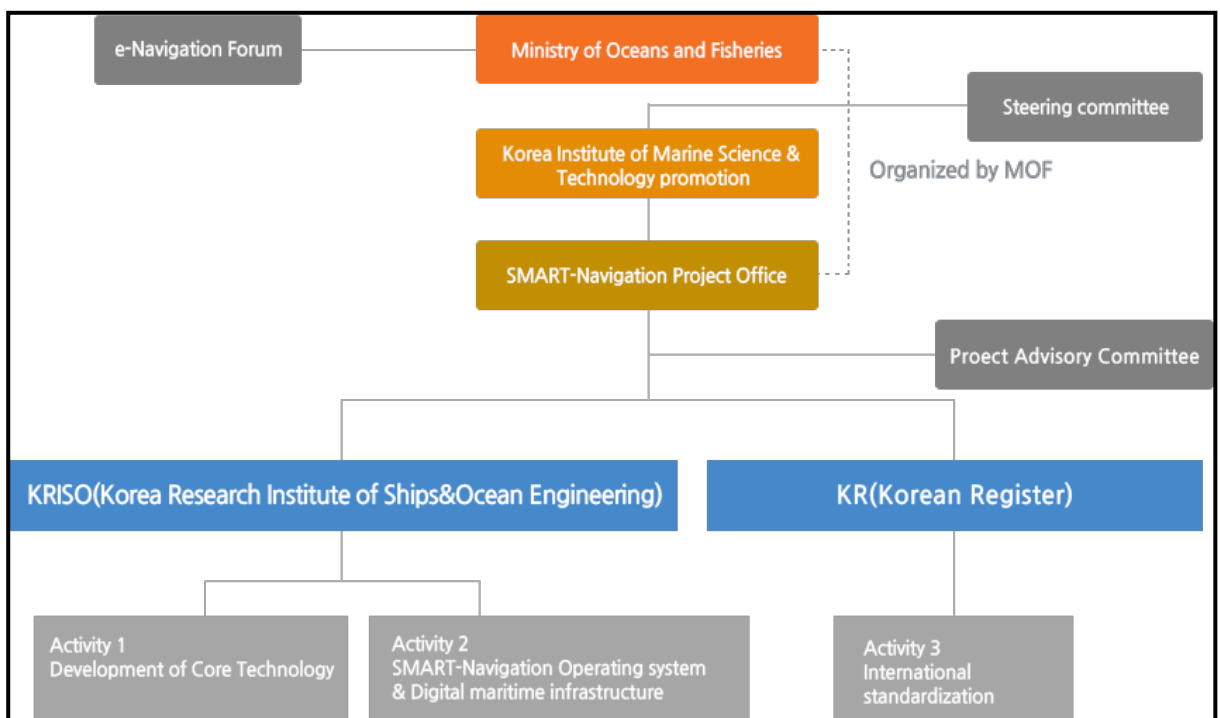 e-Navigation Forum
Ministry of Oceans and Fisheries
Steering committee
Korea Institute of Marine Science &
Technology promotion
Organized by MOF
SMART-Navigation Project Office
Proect Advisory Committee
KRISO(Korea Research Institute of Ships&Ocean Engineering)
KR(Korean Register)
Activity 1
Development of Core Technology
Activity 2
SMART-Navigation Operating system
& Digital maritime infrastructure
Activity 3
International
standardization